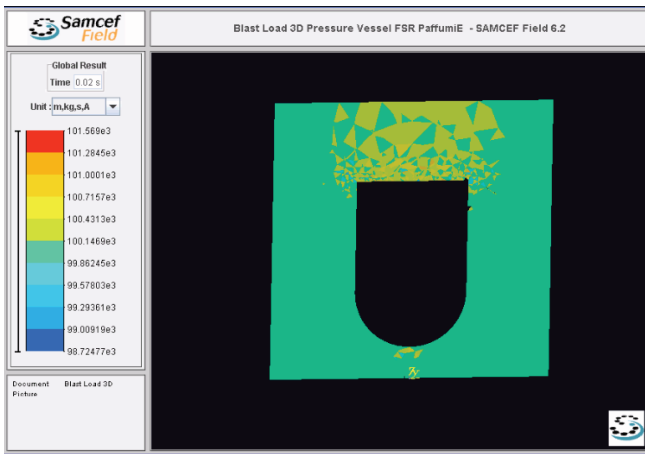 Samcef
Field
Blast Load 3D Pressure Vessel FSR PaffumiE - SAMCEF Field 6.2
Global Result
Time 0.02 s
Unit : m,kg,s,A
101.569e3
101.2845e3
101.0001e3
100.7157e3
100.4313e3
100.1469e3
99.86245e3
99.57803e3
99.29361e3
99.00919e3
98.72477e3
Document Blast Load 3D
Picture